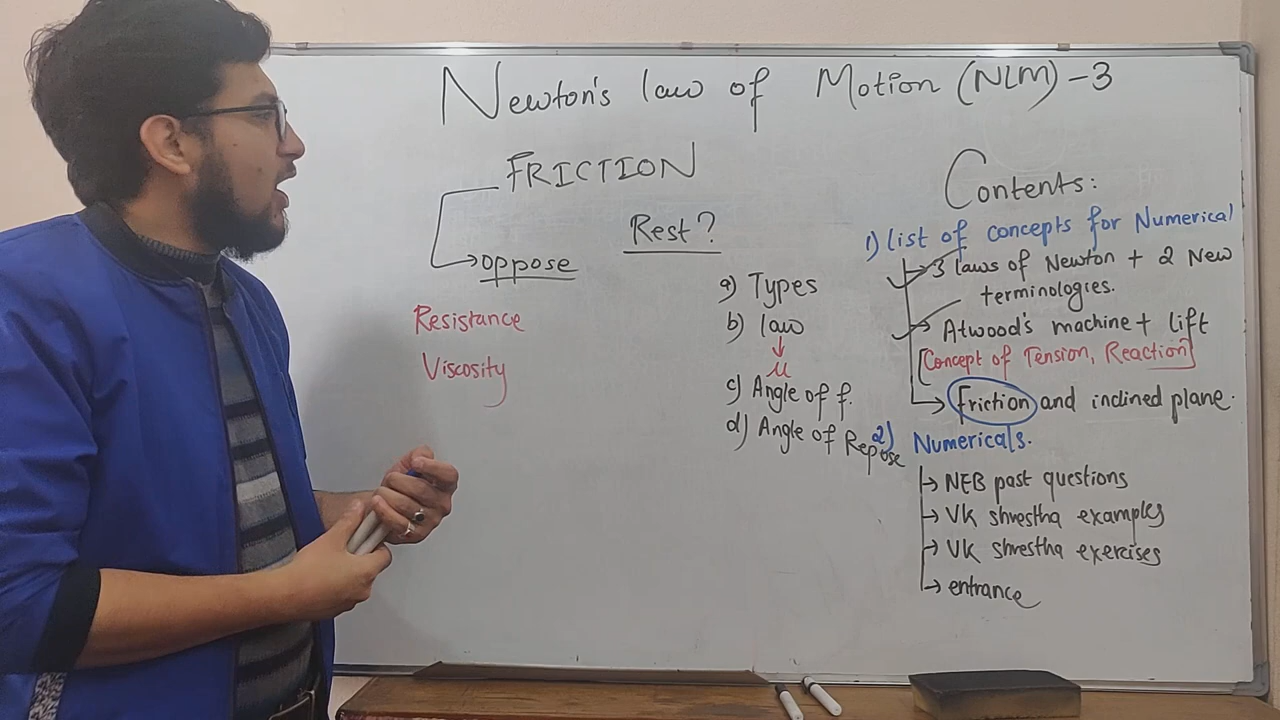 Newton's law of Motion (NLM) - 3
FRICTION
oppose
Rest?
Resistance
Viscosity
a) Types
b) law
μ
c) Angle of f.
d) Angle of Repose
Contents:
1) list of concepts for Numerical
3 laws of Newton + 2 New
terminologies.
Atwood's machine + lift
[Concept of Tension, Reaction]
Friction and inclined plane.
2) Numericals.
NEB past questions
VK shrestha examples
VK shrestha exercises
entrance